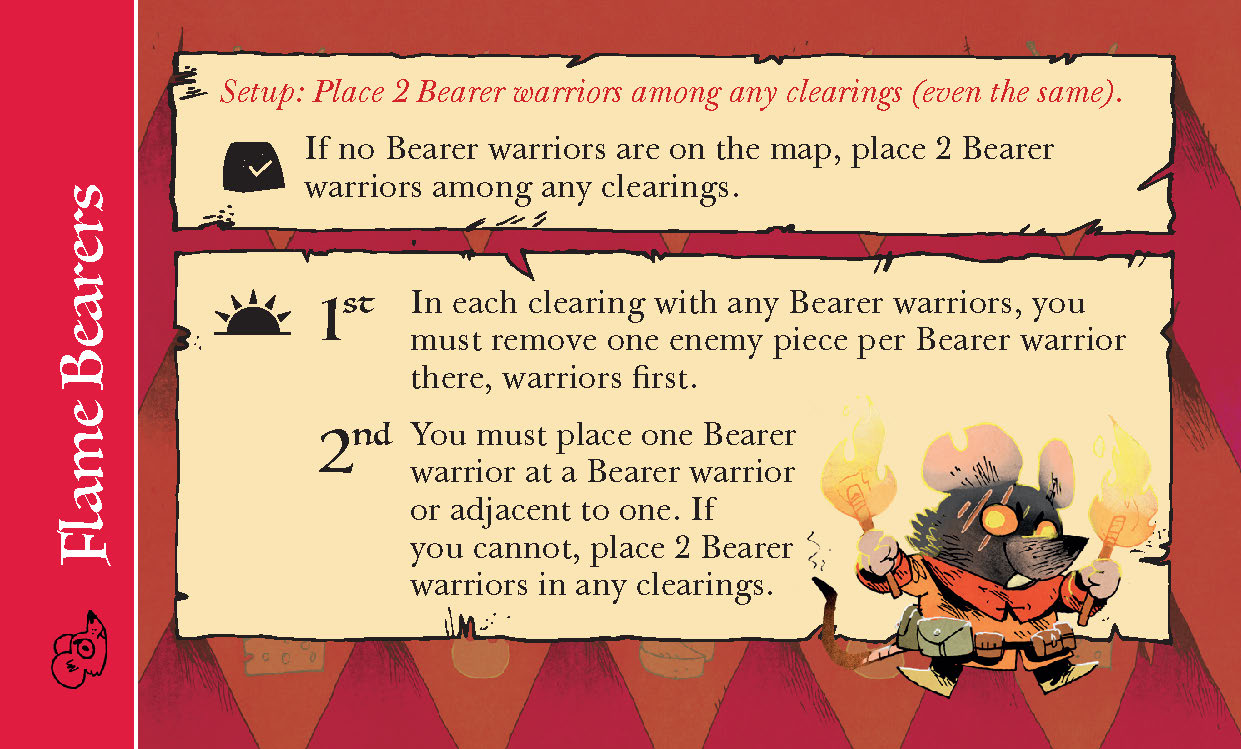 Flame Bearers
Setup: Place 2 Bearer warriors among any clearings (even the same).
If no Bearer warriors are on the map, place 2 Bearer
warriors among any clearings.
1st In each clearing with any Bearer warriors, you
must remove one enemy piece per Bearer warrior
there, warriors first.
2nd You must place one Bearer
warrior at a Bearer warrior
or adjacent to one. If
you cannot, place 2 Bearer
warriors in any clearings.